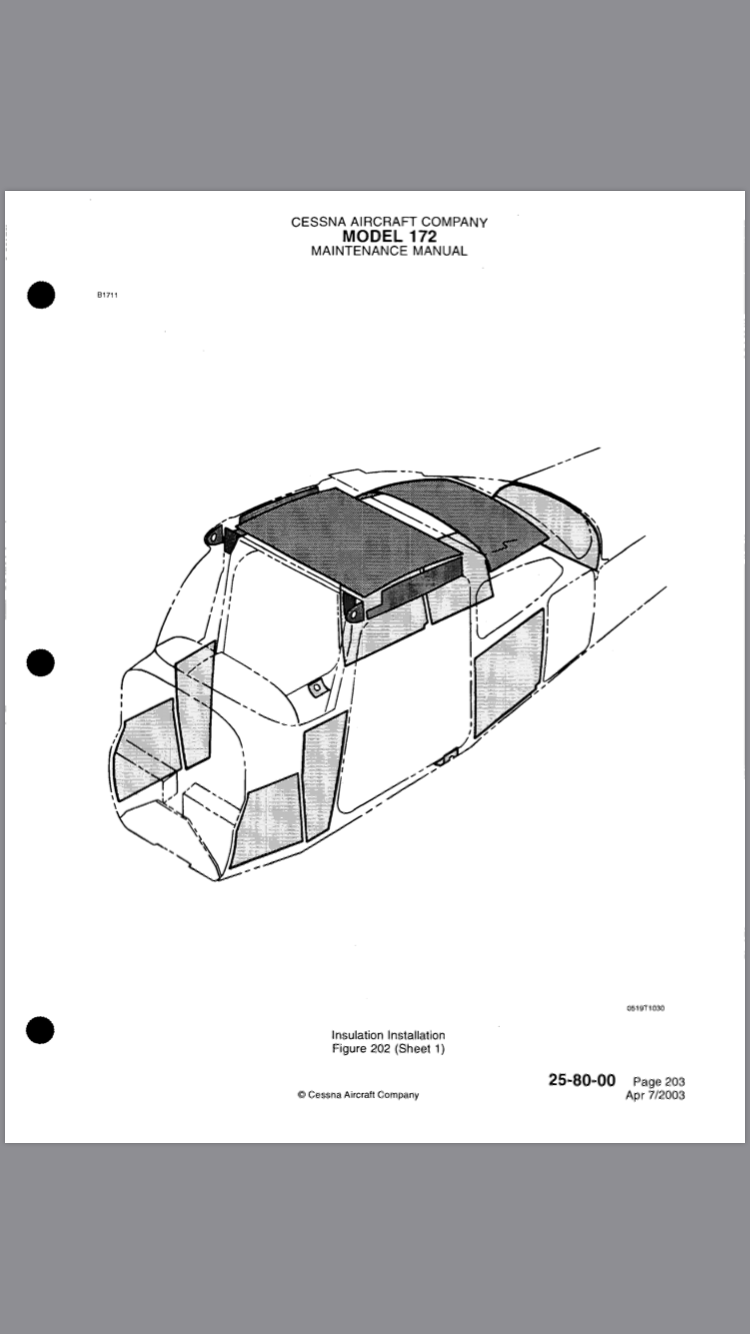 CESSNA AIRCRAFT COMPANY
MODEL 172
MAINTENANCE MANUAL
B1711
0519T1030
Insulation Installation
Figure 202 (Sheet 1)
25-80-00 Page 203
© Cessna Aircraft Company
Apr 7/2003